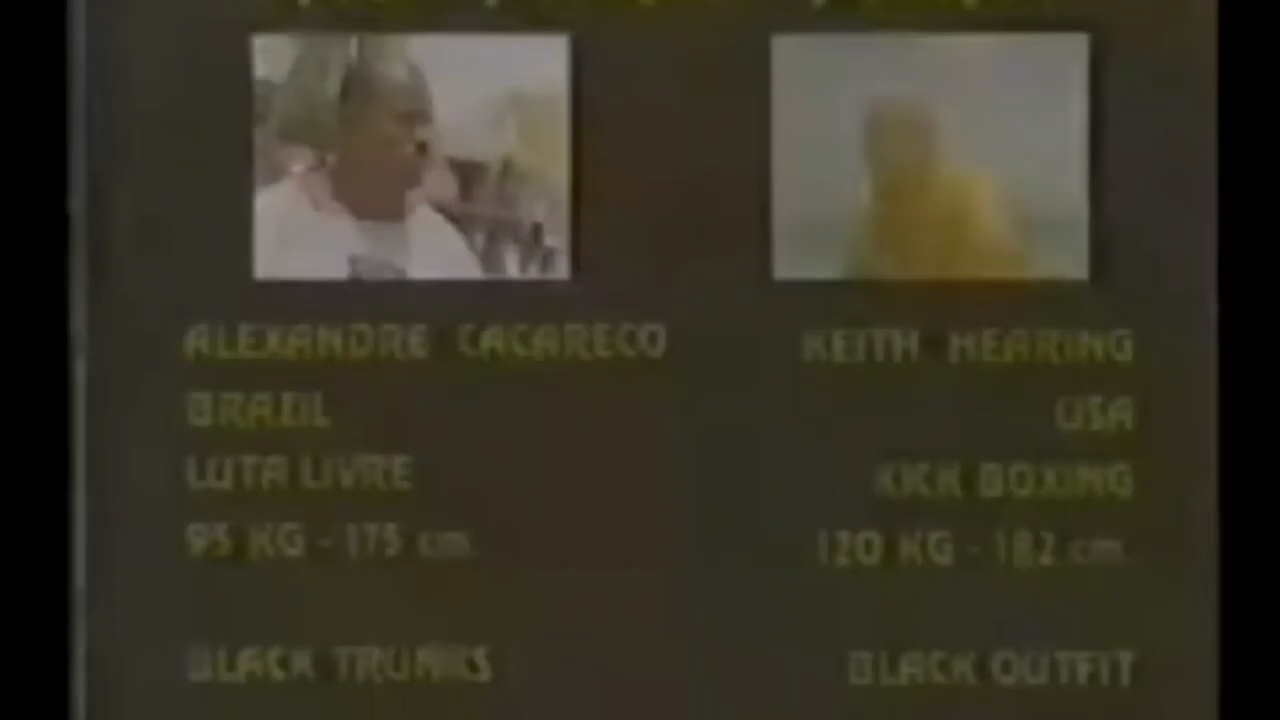 ALEXANDRE CACARECO
BRAZIL
LUTA LIVRE
95 KG - 175 cm.
BLACK TRUNKS
KEITH HEARING
USA
KICK BOXING
120 KG - 182 cm.
BLACK OUTFIT